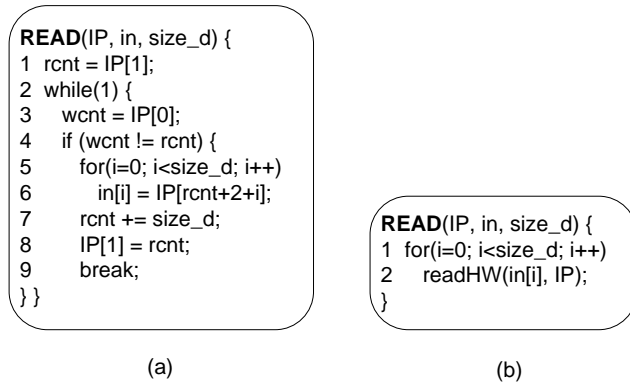 READ(IP, in, size_d) {
1 rcnt = IP[1];
2 while(1) {
3 wcnt = IP[0];
4 if (wcnt != rcnt) {
5 for(i=0; i<size_d; i++)
6 in[i] = IP[rcnt+2+i];
7 rcnt += size_d;
8 IP[1] = rcnt;
9 break;
} }
(a)
READ(IP, in, size_d) {
1 for(i=0; i<size_d; i++)
2 readHW(in[i], IP);
}
(b)